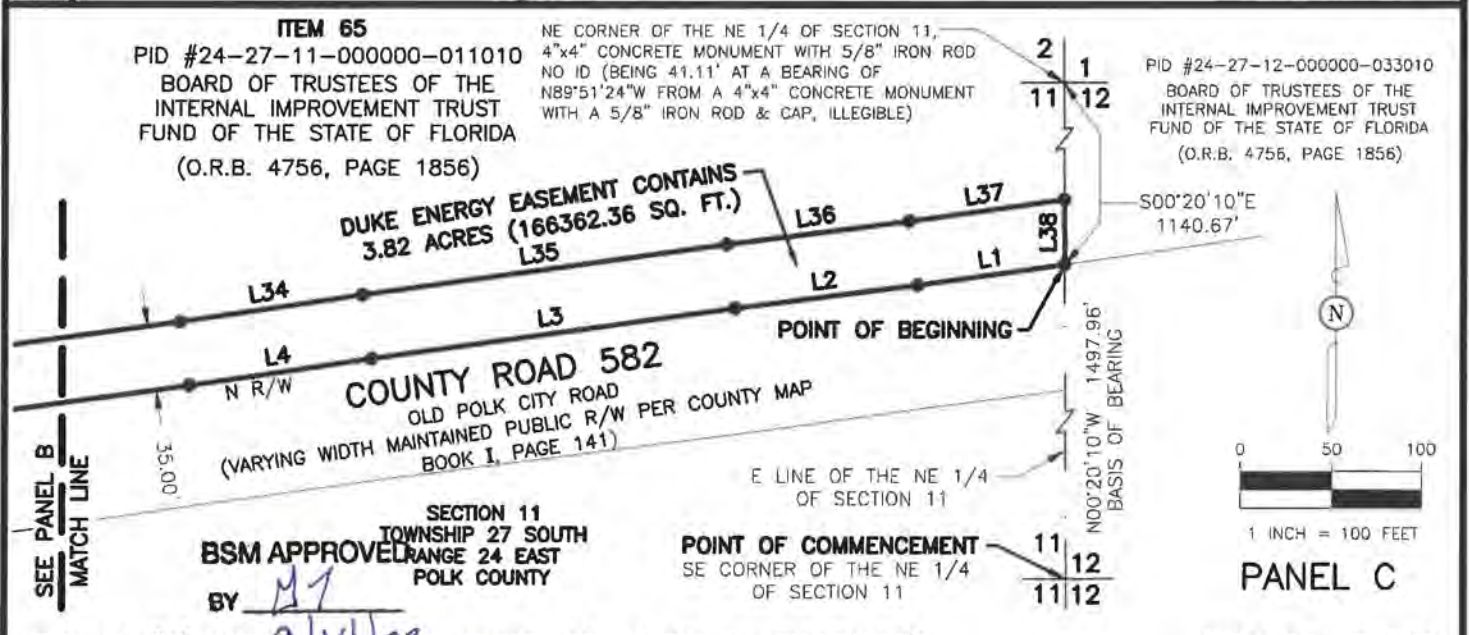 ITEM 65
PID #24-27-11-000000-011010
BOARD OF TRUSTEES OF THE
INTERNAL IMPROVEMENT TRUST
FUND OF THE STATE OF FLORIDA
(O.R.B. 4756, PAGE 1856)
NE CORNER OF THE NE 1/4 OF SECTION 11,
4"x4" CONCRETE MONUMENT WITH 5/8" IRON ROD
NO ID (BEING 41.11' AT A BEARING OF
N89°51'24"W FROM A 4"x4" CONCRETE MONUMENT
WITH A 5/8" IRON ROD & CAP, ILLEGIBLE)
2 1
11 12
PID #24-27-12-000000-033010
BOARD OF TRUSTEES OF THE
INTERNAL IMPROVEMENT TRUST
FUND OF THE STATE OF FLORIDA
(O.R.B. 4756, PAGE 1856)
DUKE ENERGY EASEMENT CONTAINS
3.82 ACRES (166362.36 SQ. FT.)
L34
L35
L36
L37
L38
S00°20'10"E
1140.67'
L4
L3
L2
L1
POINT OF BEGINNING
N R/W
COUNTY ROAD 582
OLD POLK CITY ROAD
(VARYING WIDTH MAINTAINED PUBLIC R/W PER COUNTY MAP
BOOK I, PAGE 141)
35.00'
SEE PANEL B
MATCH LINE
N00°20'10"W 1497.96'
BASIS OF BEARING
E LINE OF THE NE 1/4
OF SECTION 11
N
0 50 100
1 INCH = 100 FEET
PANEL C
SECTION 11
TOWNSHIP 27 SOUTH
RANGE 24 EAST
POLK COUNTY
BSM APPROVED
BY
POINT OF COMMENCEMENT
SE CORNER OF THE NE 1/4
OF SECTION 11
11 12
11 12